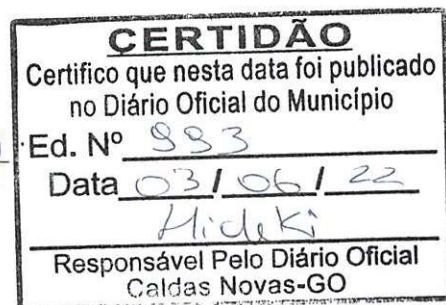 CERTIDÃO
Certifico que nesta data foi publicado
no Diário Oficial do Município
Ed. Nº 993
Data 03 / 06 / 22
Hideki
Responsável Pelo Diário Oficial
Caldas Novas-GO